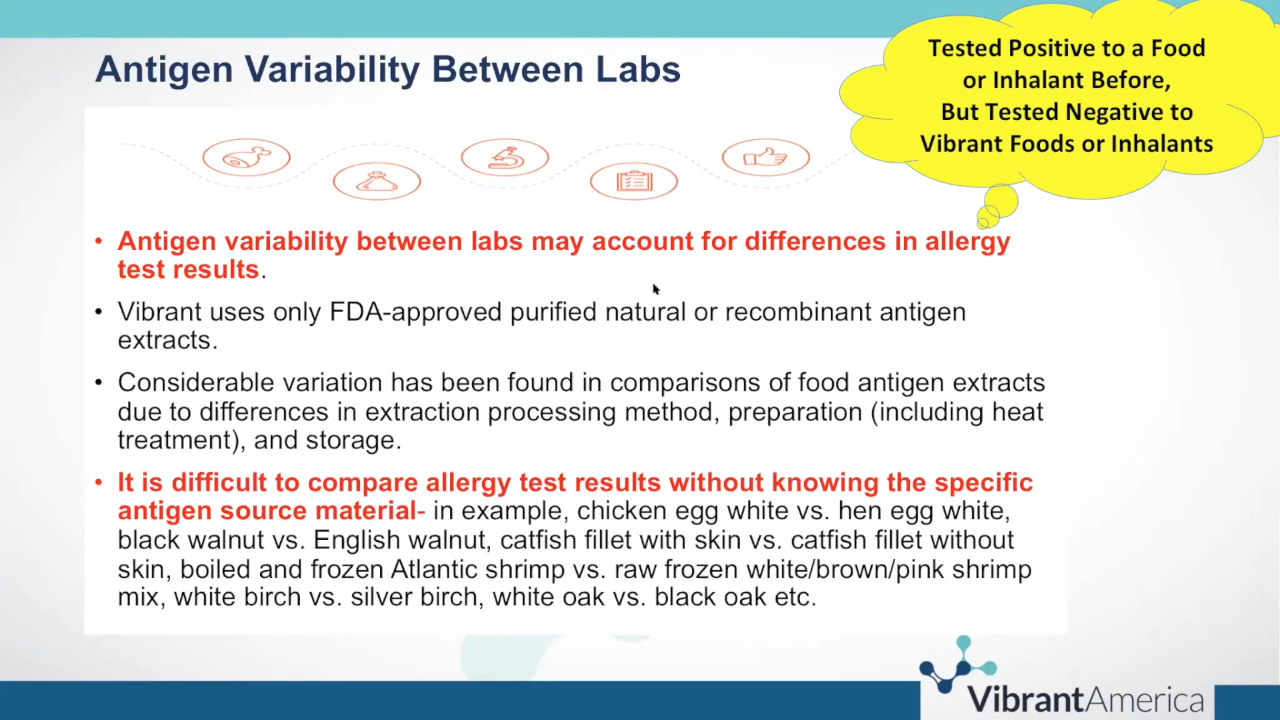 Antigen Variability Between Labs
Tested Positive to a Food
or Inhalant Before,
But Tested Negative to
Vibrant Foods or Inhalants
• Antigen variability between labs may account for differences in allergy
test results.
• Vibrant uses only FDA-approved purified natural or recombinant antigen
extracts.
• Considerable variation has been found in comparisons of food antigen extracts
due to differences in extraction processing method, preparation (including heat
treatment), and storage.
• It is difficult to compare allergy test results without knowing the specific
antigen source material- in example, chicken egg white vs. hen egg white,
black walnut vs. English walnut, catfish fillet with skin vs. catfish fillet without
skin, boiled and frozen Atlantic shrimp vs. raw frozen white/brown/pink shrimp
mix, white birch vs. silver birch, white oak vs. black oak etc.
VibrantAmerica